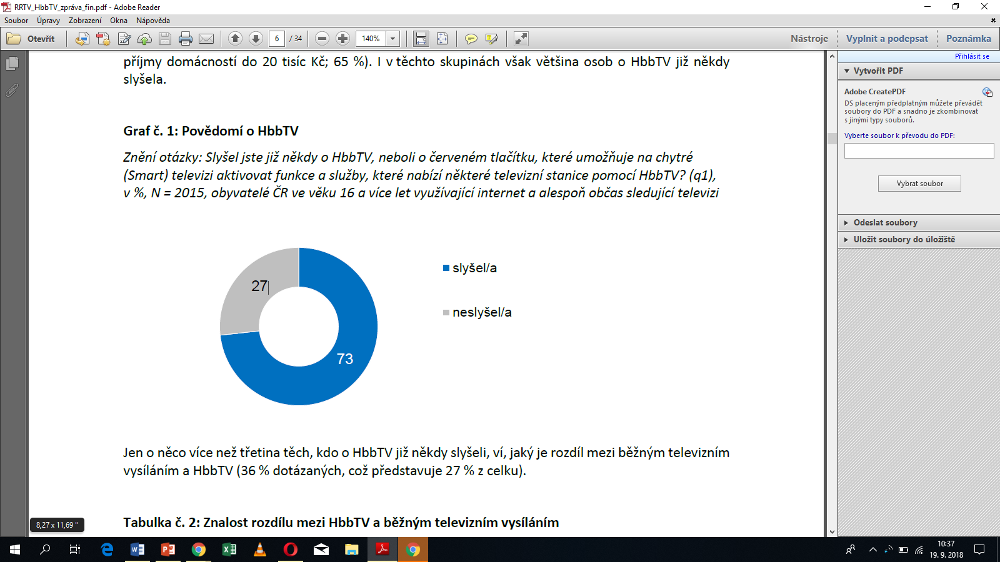 RRTV_HbbTV_zpráva_fin.pdf - Adobe Reader
Soubor Úpravy Zobrazení Okna Nápověda
Otevřít 6 / 34 140% Nástroje Vyplnit a podepsat Poznámka
příjmy domácností do 20 tisíc Kč; 65 %). I v těchto skupinách však většina osob o HbbTV již někdy
slyšela.
Graf č. 1: Povědomí o HbbTV
Znění otázky: Slyšel jste již někdy o HbbTV, neboli o červeném tlačítku, které umožňuje na chytré
(Smart) televizi aktivovat funkce a služby, které nabízí některé televizní stanice pomocí HbbTV? (q1),
v %, N = 2015, obyvatelé ČR ve věku 16 a více let využívající internet a alespoň občas sledující televizi
slyšel/a
27
neslyšel/a
73
Jen o něco více než třetina těch, kdo o HbbTV již někdy slyšeli, ví, jaký je rozdíl mezi běžným televizním
vysíláním a HbbTV (36 % dotázaných, což představuje 27 % z celku).
Tabulka č. 2: Znalost rozdílu mezi HbbTV a běžným televizním vysíláním
8,27 x 11,69 "
Přihlásit se
Vytvořit PDF
Adobe CreatePDF
DS placeným předplatným můžete převádět
soubory do PDF a snadno je zkombinovat
s jinými typy souborů.
Vyberte soubor k převodu do PDF:
Vybrat soubor
Odeslat soubory
Uložit soubory do úložiště
10:37
19. 9. 2018